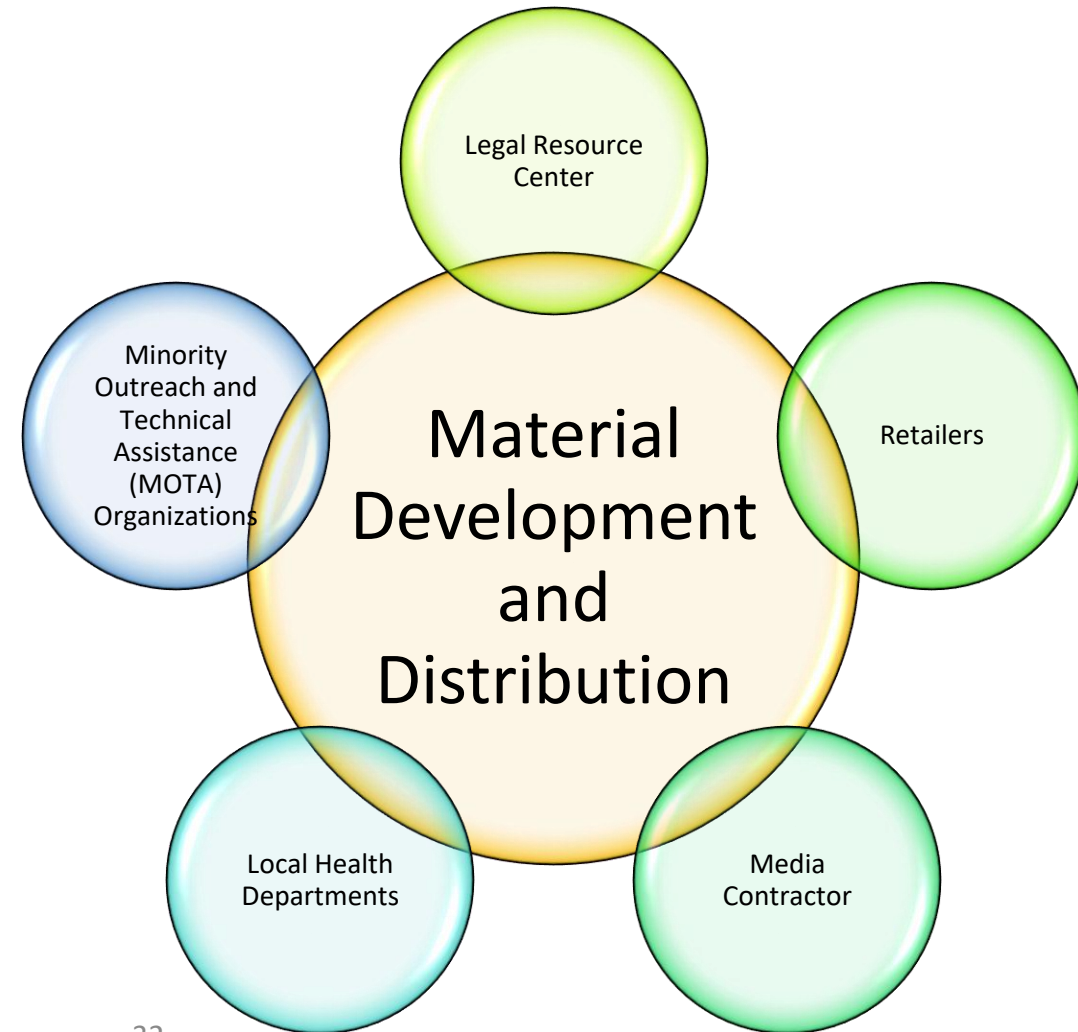 Legal Resource
Center
Minority
Outreach and
Technical
Assistance
(MOTA)
Organizations
Material
Development
and
Distribution
Retailers
Local Health
Departments
Media
Contractor